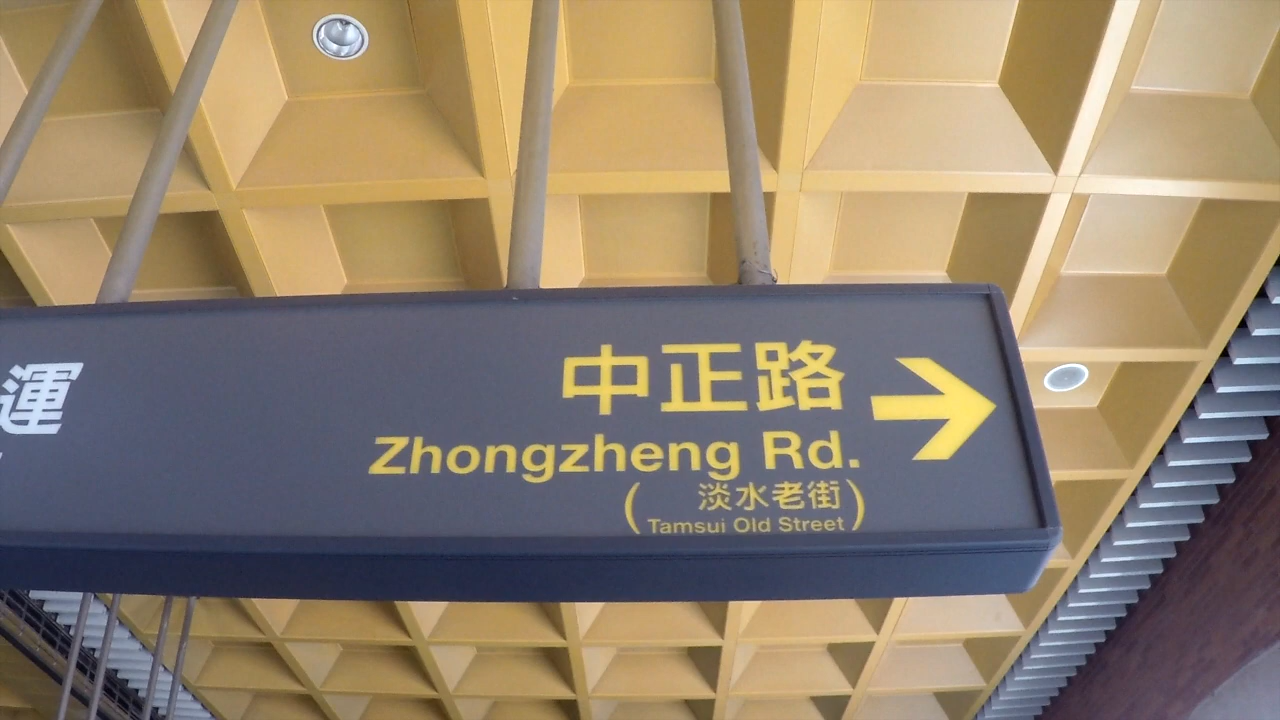 運
中正路
Zhongzheng Rd.
(淡水老街
Tamsui Old Street)